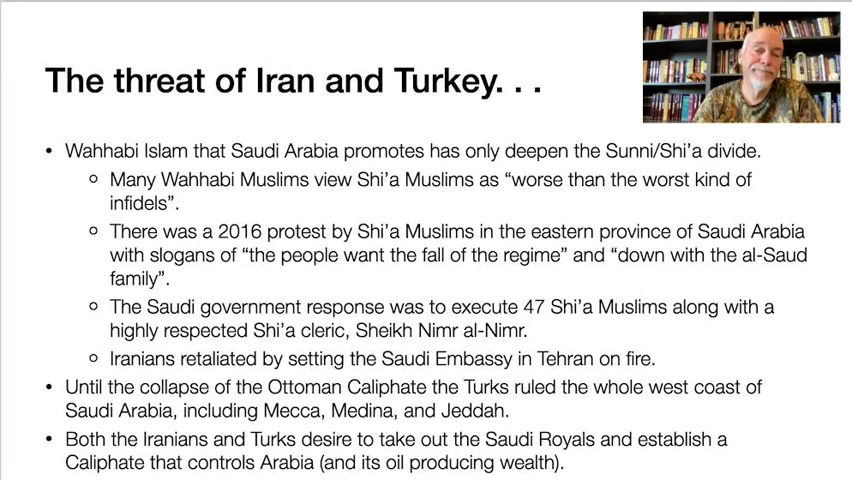 The threat of Iran and Turkey. . .
• Wahhabi Islam that Saudi Arabia promotes has only deepen the Sunni/Shi’a divide.
○ Many Wahhabi Muslims view Shi’a Muslims as “worse than the worst kind of
infidels”.
○ There was a 2016 protest by Shi’a Muslims in the eastern province of Saudi Arabia
with slogans of “the people want the fall of the regime” and “down with the al-Saud
family”.
○ The Saudi government response was to execute 47 Shi’a Muslims along with a
highly respected Shi’a cleric, Sheikh Nimr al-Nimr.
○ Iranians retaliated by setting the Saudi Embassy in Tehran on fire.
• Until the collapse of the Ottoman Caliphate the Turks ruled the whole west coast of
Saudi Arabia, including Mecca, Medina, and Jeddah.
• Both the Iranians and Turks desire to take out the Saudi Royals and establish a
Caliphate that controls Arabia (and its oil producing wealth).